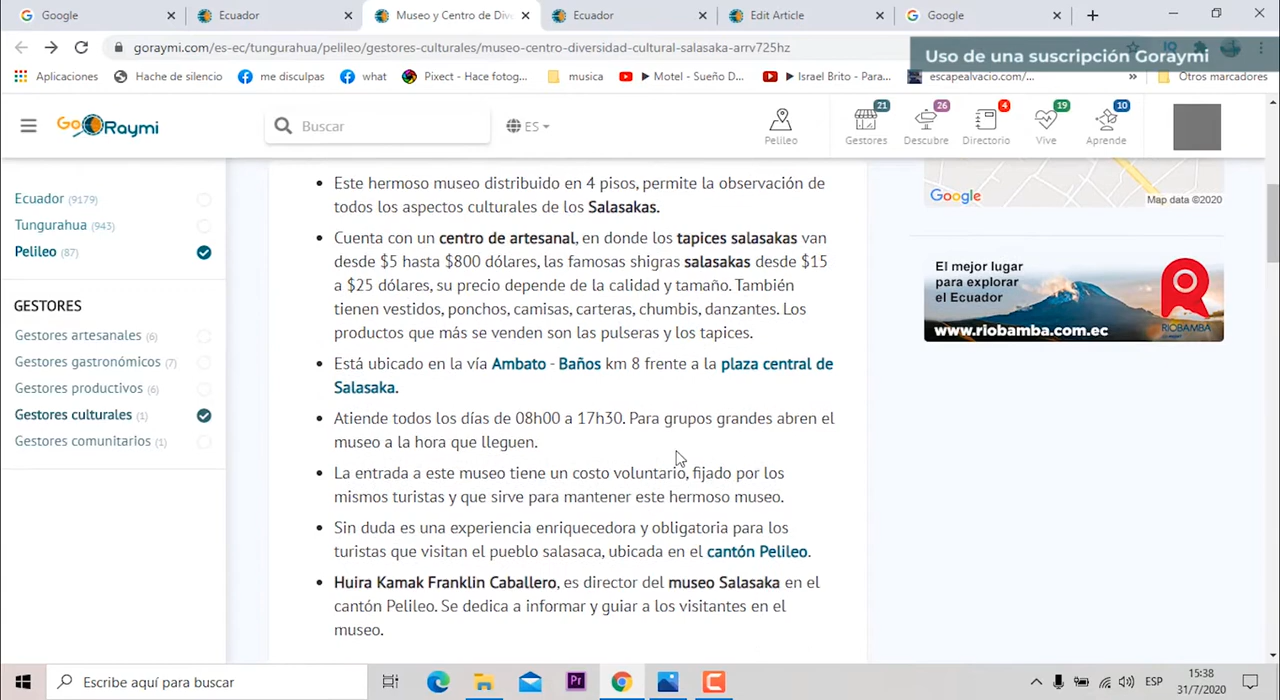 Google
Ecuador
Museo y Centro de Div
Ecuador
Edit Article
Google
goraymi.com/es-ec/tungurahua/pelileo/gestores-culturales/museo-centro-diversidad-cultural-salasaka-arrv725hz
Uso de una suscripción Goraymi
Aplicaciones
Hache de silencio
me disculpas
what
Pixect - Hace fotog...
musica
▶ Motel - Sueño D...
▶ Israel Brito - Para...
escapealvacio.com/...
»
Otros marcadores
GoRaymi
Buscar
ES
Pelileo
21
Gestores
26
Descubre
4
Directorio
19
Vive
10
Aprende
Ecuador (9179)
Tungurahua (943)
Pelileo (87)
GESTORES
Gestores artesanales (6)
Gestores gastronómicos (7)
Gestores productivos (6)
Gestores culturales (1)
Gestores comunitarios (1)
• Este hermoso museo distribuido en 4 pisos, permite la observación de
todos los aspectos culturales de los Salasakas.
• Cuenta con un centro de artesanal, en donde los tapices salasakas van
desde $5 hasta $800 dólares, las famosas shigras salasakas desde $15
a $25 dólares, su precio depende de la calidad y tamaño. También
tienen vestidos, ponchos, camisas, carteras, chumbis, danzantes. Los
productos que más se venden son las pulseras y los tapices.
• Está ubicado en la vía Ambato - Baños km 8 frente a la plaza central de
Salasaka.
• Atiende todos los días de 08h00 a 17h30. Para grupos grandes abren el
museo a la hora que lleguen.
• La entrada a este museo tiene un costo voluntario, fijado por los
mismos turistas y que sirve para mantener este hermoso museo.
• Sin duda es una experiencia enriquecedora y obligatoria para los
turistas que visitan el pueblo salasaca, ubicada en el cantón Pelileo.
• Huira Kamak Franklin Caballero, es director del museo Salasaka en el
cantón Pelileo. Se dedica a informar y guiar a los visitantes en el
museo.
Google
Map data ©2020
El mejor lugar
para explorar
el Ecuador
www.riobamba.com.ec
RIOBAMBA
Escribe aquí para buscar
Pr
ESP
15:38
31/7/2020